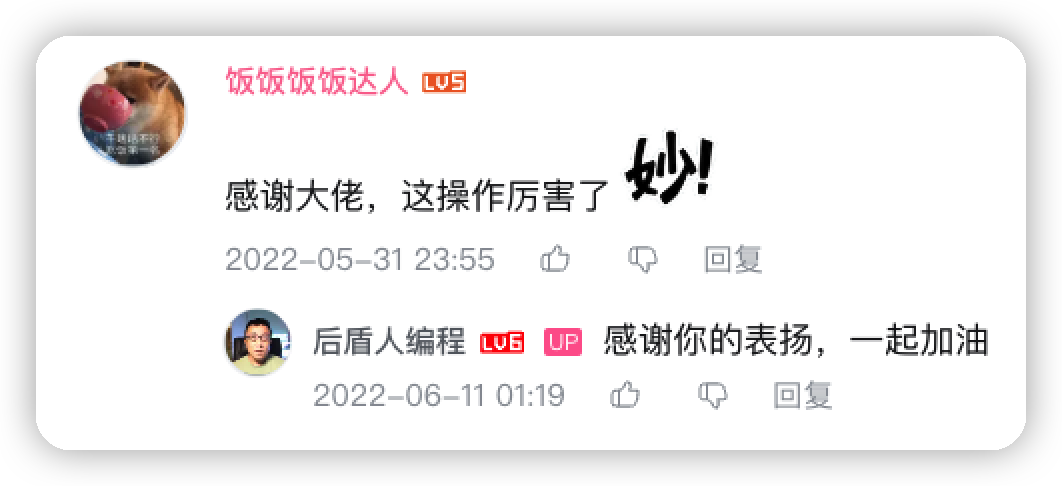 饭饭饭饭达人 LV5
感谢大佬，这操作厉害了 妙!
2022-05-31 23:55 回复
后盾人编程 LV6 UP 感谢你的表扬，一起加油
2022-06-11 01:19 回复